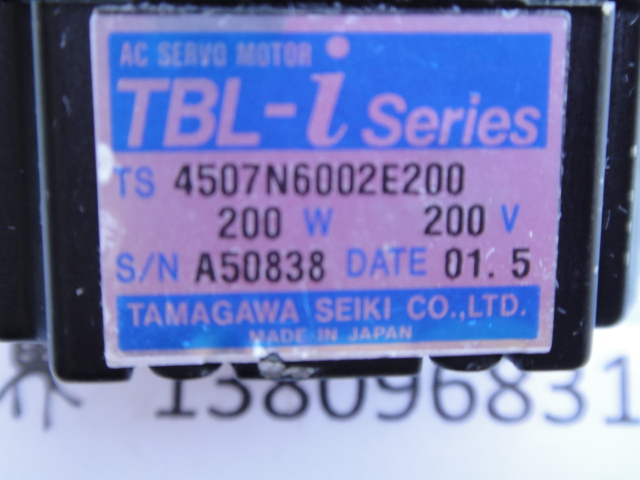 AC SERVO MOTOR
TBL-i Series
TS 4507N6002E200
200 W 200 V
S/N A50838 DATE 01. 5
TAMAGAWA SEIKI CO.,LTD.
MADE IN JAPAN
138096831